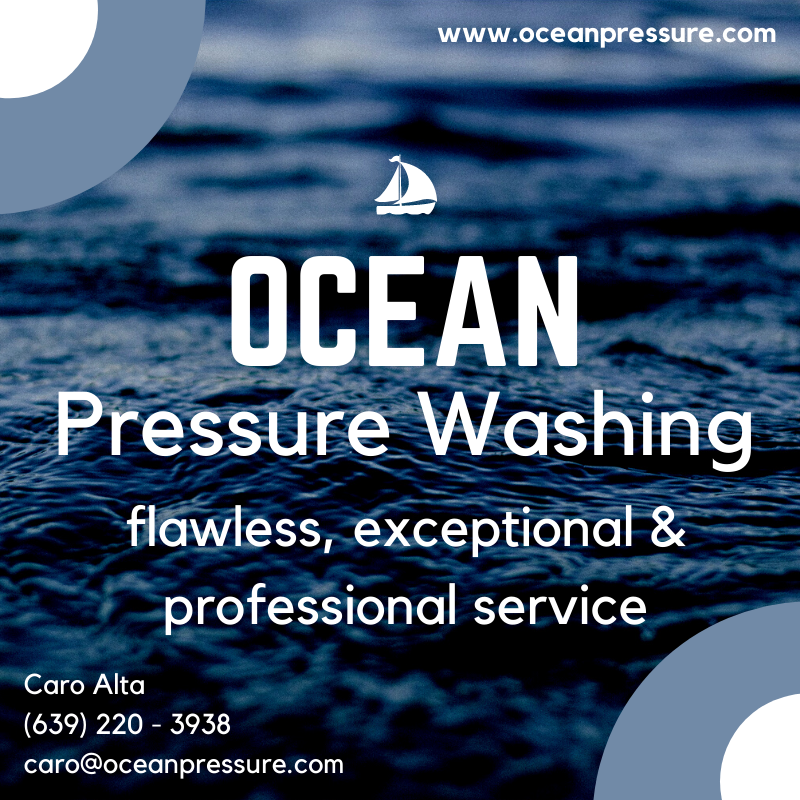 www.oceanpressure.com
OCEAN
Pressure Washing
flawless, exceptional &
professional service
Caro Alta
(639) 220 - 3938
caro@oceanpressure.com